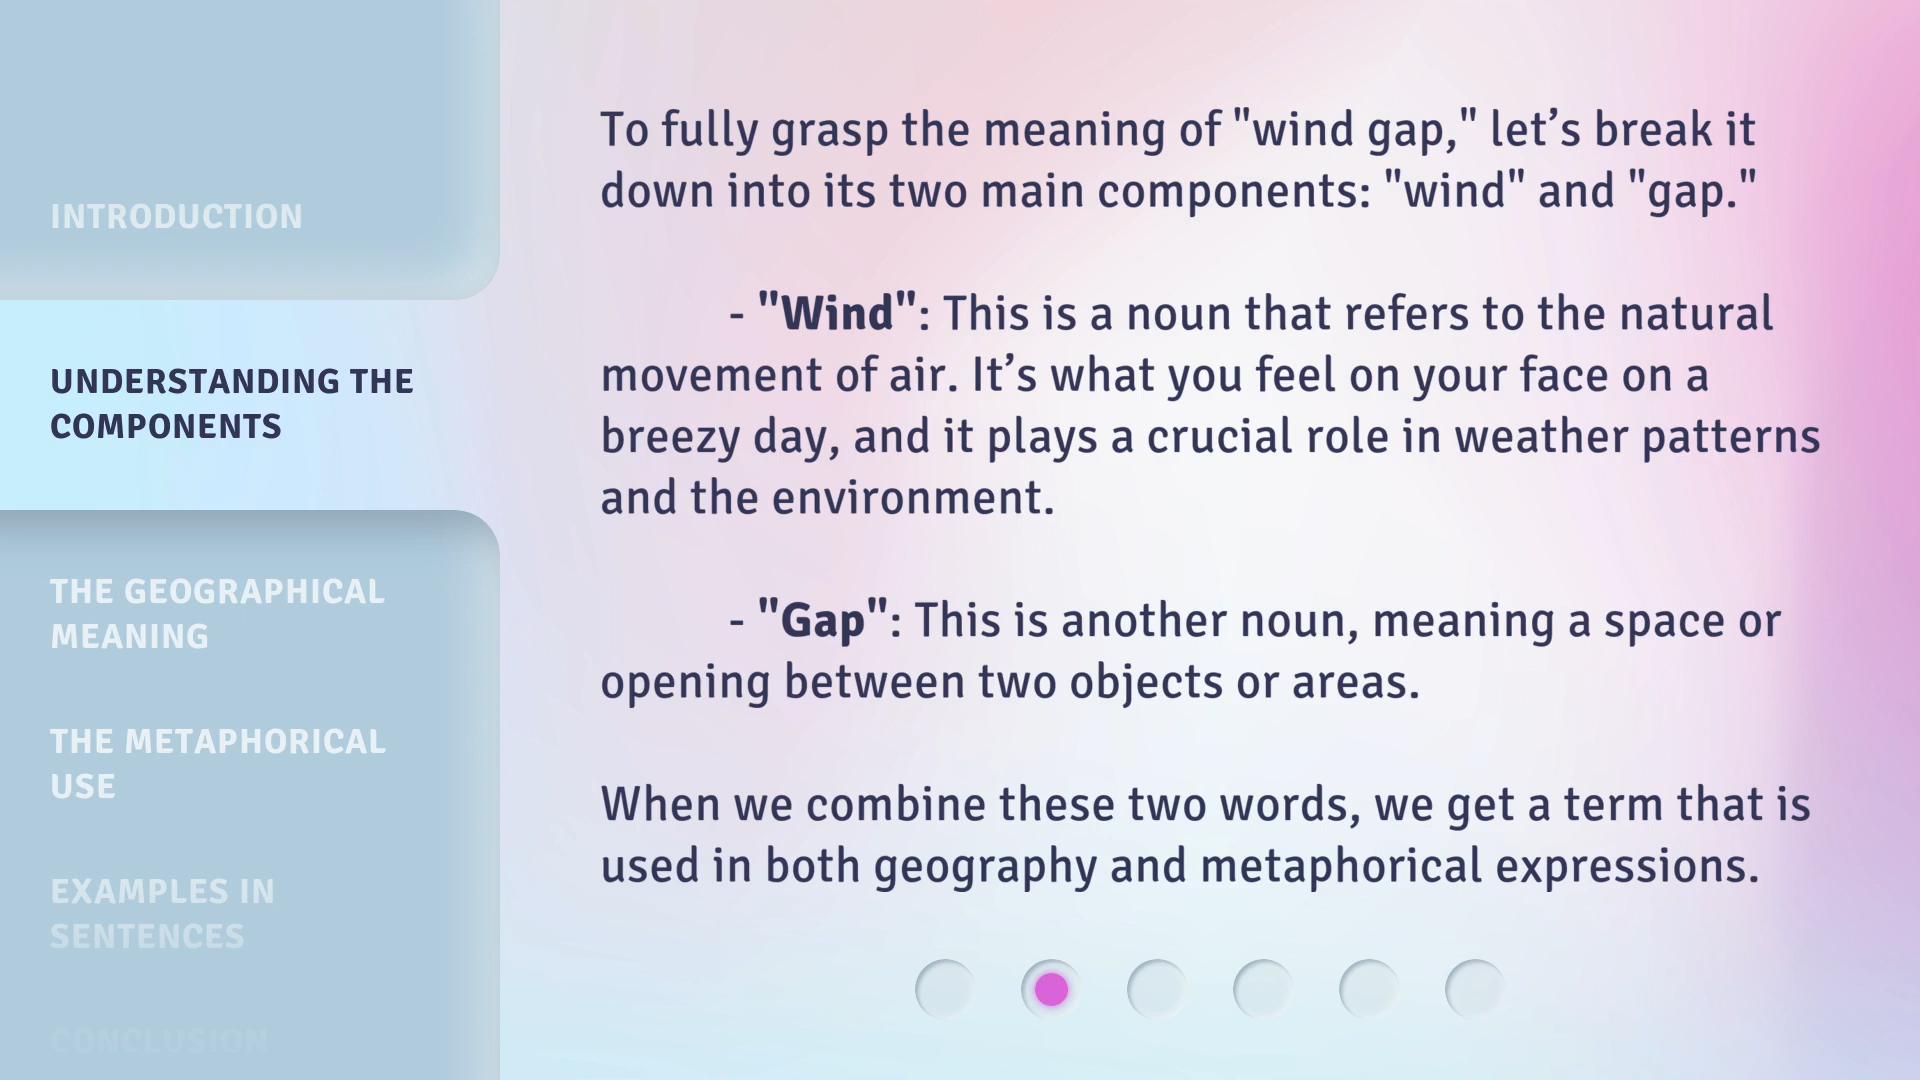 INTRODUCTION
UNDERSTANDING THE
COMPONENTS
THE GEOGRAPHICAL
MEANING
THE METAPHORICAL
USE
EXAMPLES IN
SENTENCES
CONCLUSION
To fully grasp the meaning of "wind gap," let’s break it
down into its two main components: "wind" and "gap."
- "Wind": This is a noun that refers to the natural
movement of air. It’s what you feel on your face on a
breezy day, and it plays a crucial role in weather patterns
and the environment.
- "Gap": This is another noun, meaning a space or
opening between two objects or areas.
When we combine these two words, we get a term that is
used in both geography and metaphorical expressions.